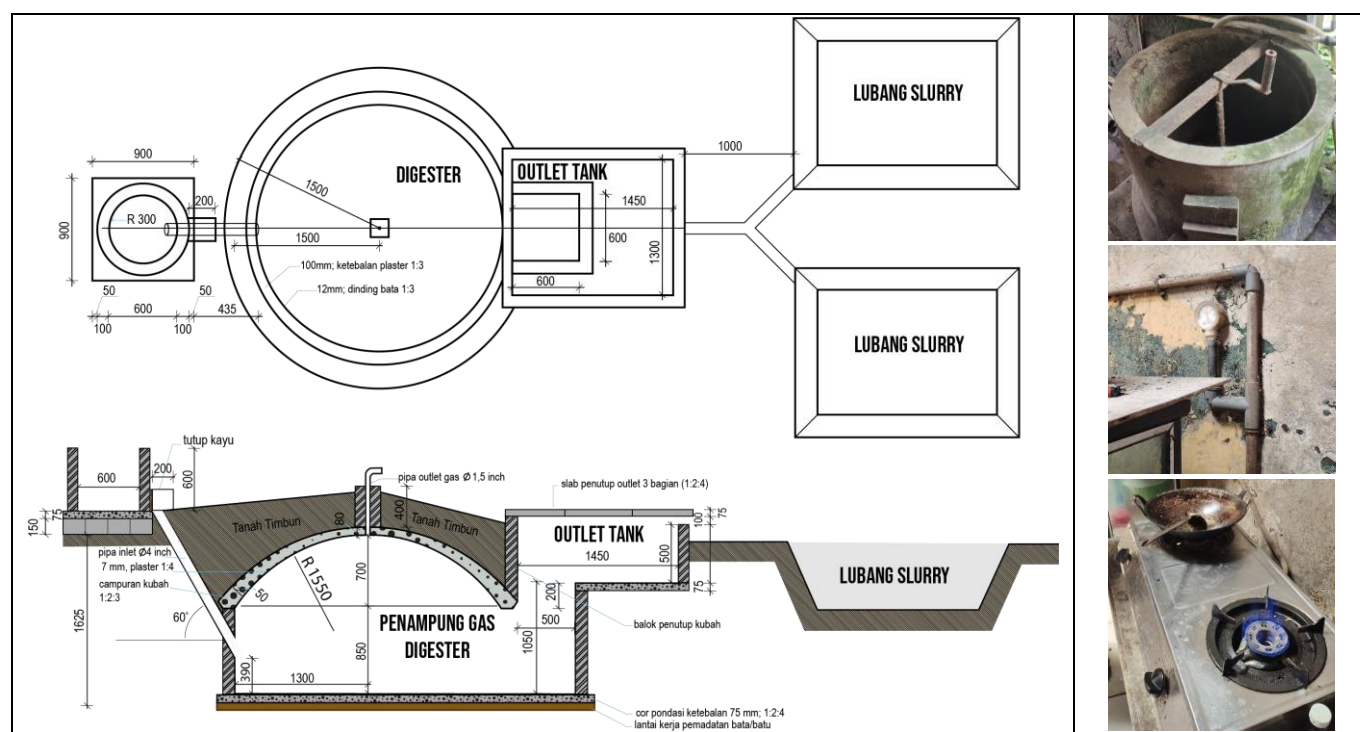 LUBANG SLURRY
900
1000
DIGESTER
OUTLET TANK
1500
200
1450
R 300
900
1500
600
1300
100mm; ketebalan plaster 1:3
600
12mm; dinding bata 1:3
50
50
600
435
100
100
LUBANG SLURRY
tutup kayu
600
200
600
pipa outlet gas Ø 1,5 inch
slab penutup outlet 3 bagian (1:2:4)
75
150
Tanah Timbun
80
400
Tanah Timbun
OUTLET TANK
100
75
1450
500
pipa inlet Ø4 inch
7 mm, plaster 1:4
campuran kubah
1:2:3
R 1550
700
50
200
75
LUBANG SLURRY
1625
60°
PENAMPUNG GAS
DIGESTER
500
balok penutup kubah
1050
850
390
1300
cor pondasi ketebalan 75 mm; 1:2:4
lantai kerja pemadatan bata/batu